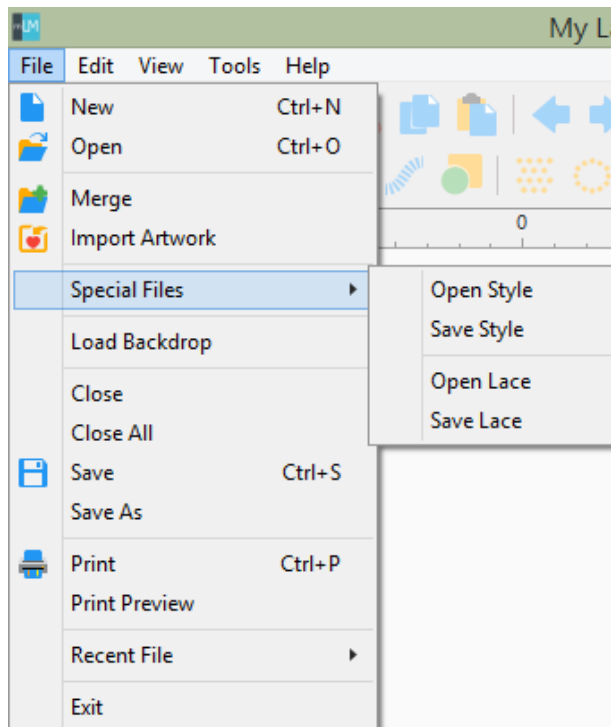 mLM My La
File Edit View Tools Help
New Ctrl+N
Open Ctrl+O
Merge
Import Artwork
0
Special Files
Open Style
Save Style
Load Backdrop
Open Lace
Close
Save Lace
Close All
Save Ctrl+S
Save As
Print Ctrl+P
Print Preview
Recent File
Exit